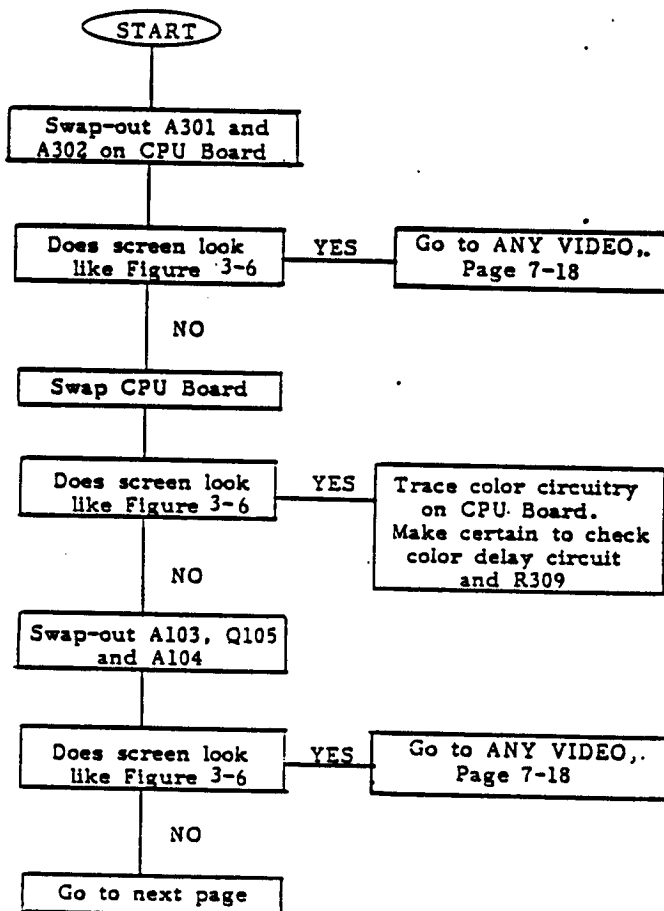 START
Swap-out A301 and
A302 on CPU Board
Does screen look
like Figure 3-6
YES
Go to ANY VIDEO,.
Page 7-18
NO
Swap CPU Board
Does screen look
like Figure 3-6
YES
Trace color circuitry
on CPU Board.
Make certain to check
color delay circuit
and R309
NO
Swap-out A103, Q105
and A104
Does screen look
like Figure 3-6
YES
Go to ANY VIDEO,.
Page 7-18
NO
Go to next page